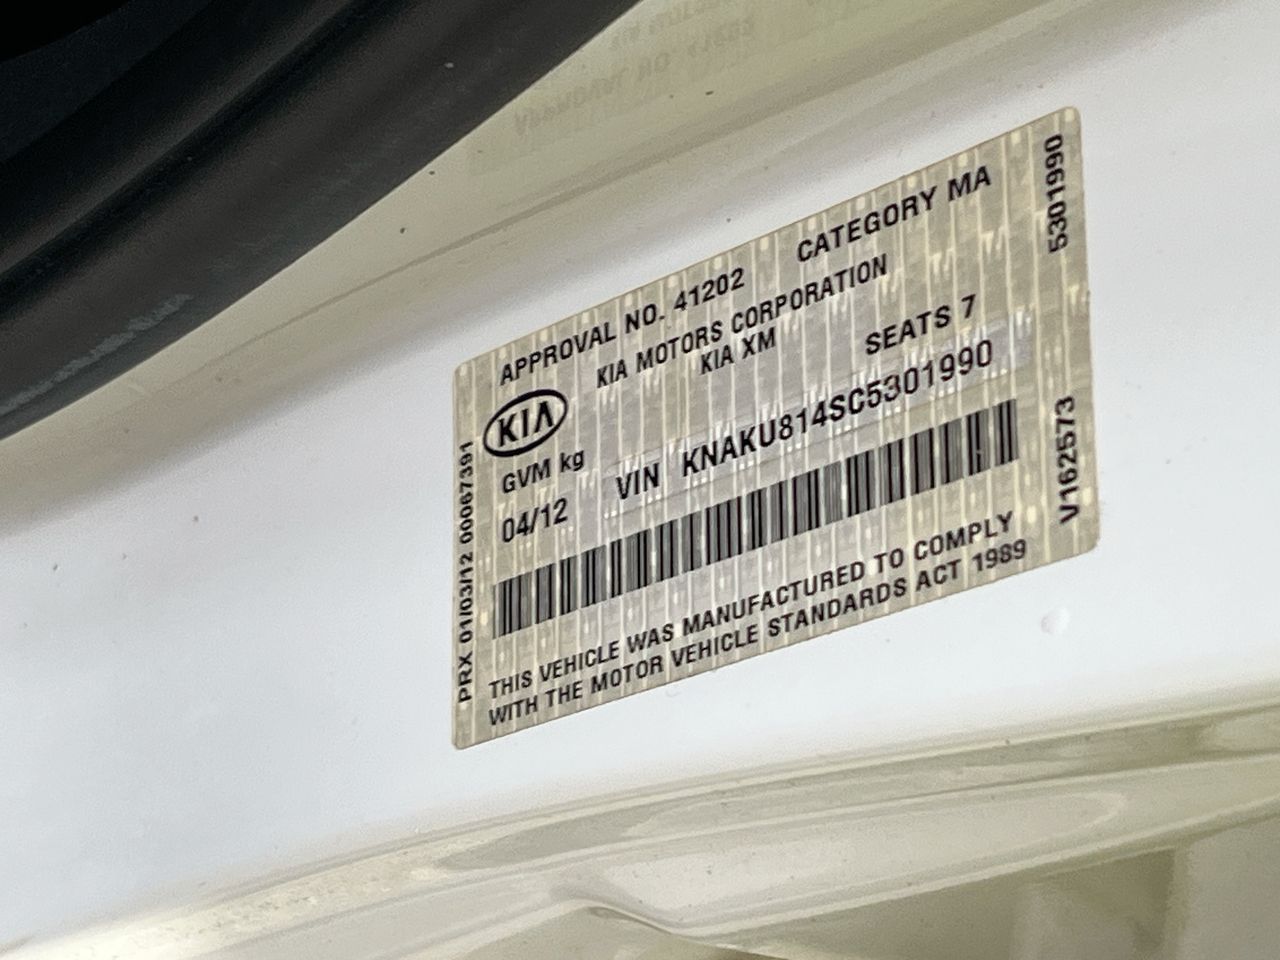 APPROVAL NO. 41202 CATEGORY MA
KIA MOTORS CORPORATION
KIA XM
KIA
SEATS 7
GVM kg
04/12 VIN KNAKU814SC5301990
THIS VEHICLE WAS MANUFACTURED TO COMPLY
WITH THE MOTOR VEHICLE STANDARDS ACT 1989
PRX 01/03/12 00067391
5301990
V162573